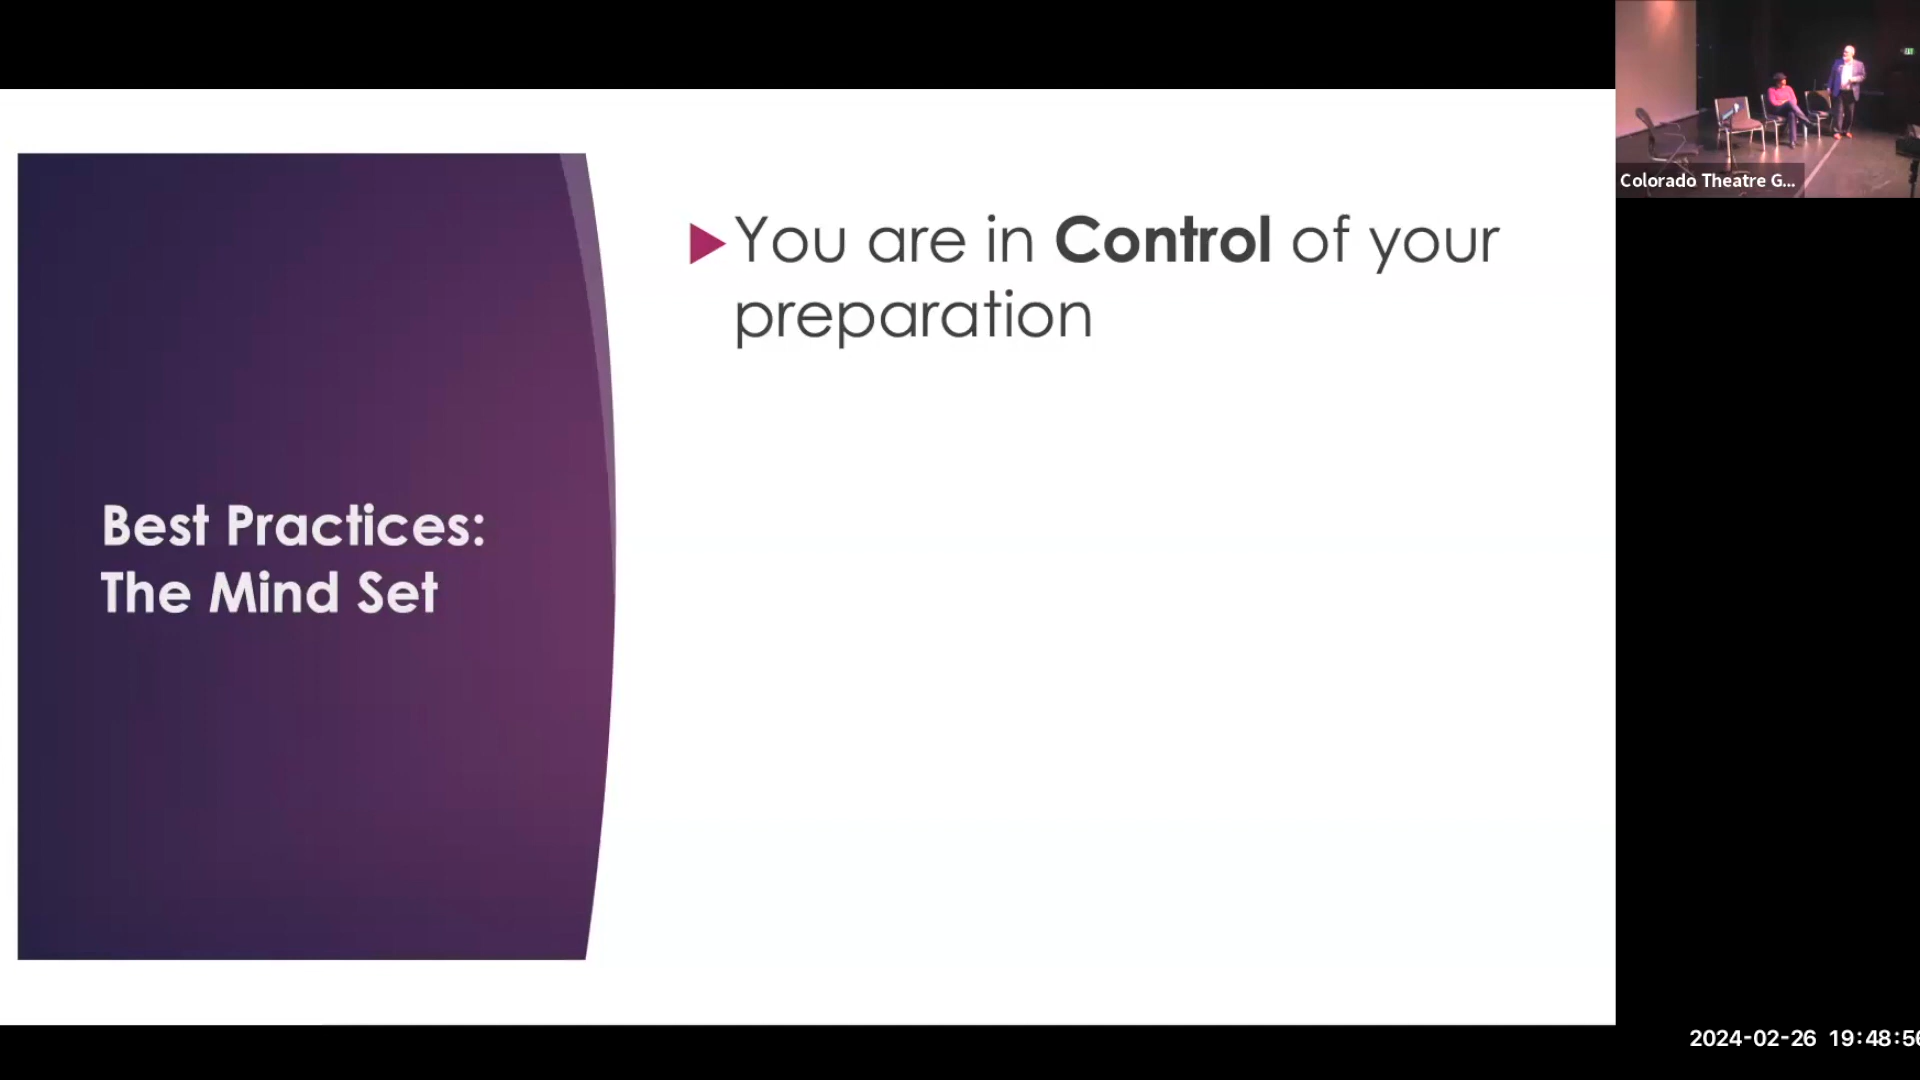 Colorado Theatre G...
You are in Control of your
preparation
Best Practices:
The Mind Set
2024-02-26 19:48:56